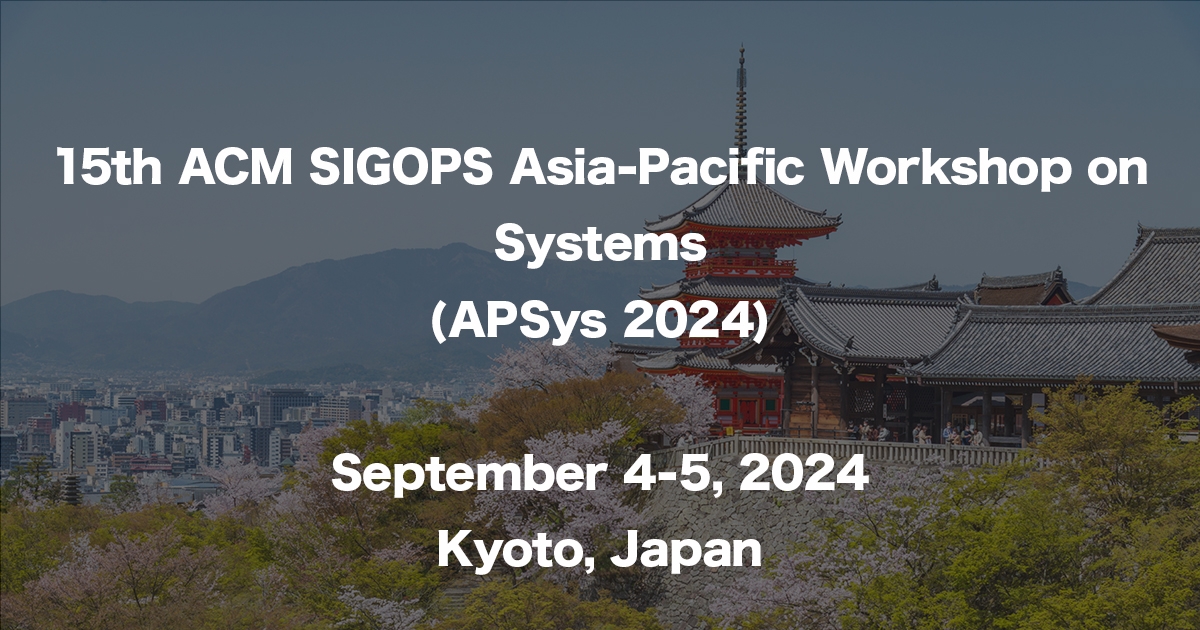 15th ACM SIGOPS Asia-Pacific Workshop on
Systems
(APSys 2024)
September 4-5, 2024
Kyoto, Japan